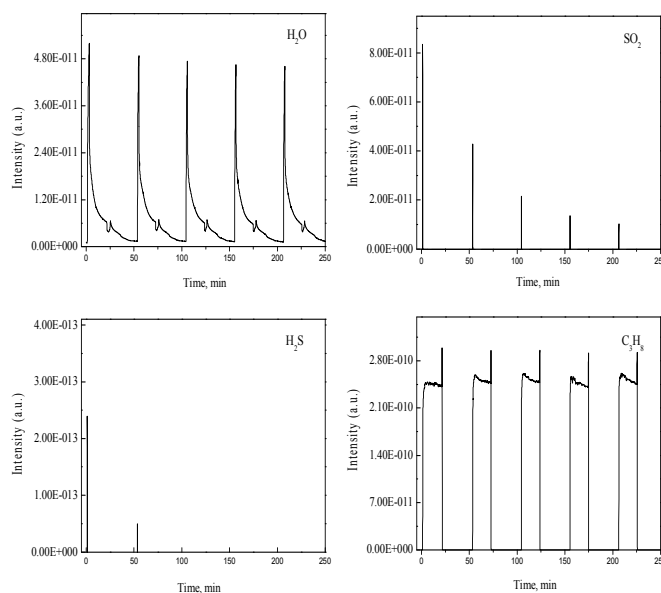 H₂O
4.80E-011
3.60E-011
2.40E-011
1.20E-011
0.00E+000
Intensity (a.u.)
0 50 100 150 200 250
Time, min
SO₂
8.00E-011
6.00E-011
4.00E-011
2.00E-011
0.00E+000
Intensity (a.u.)
0 50 100 150 200 250
Time, min
H₂S
4.00E-013
3.00E-013
2.00E-013
1.00E-013
0.00E+000
Intensity (a.u.)
0 50 100 150 200 250
Time, min
C₃H₈
2.80E-010
2.10E-010
1.40E-010
7.00E-011
0.00E+000
Intensity (a.u.)
0 50 100 150 200 250
Time, min